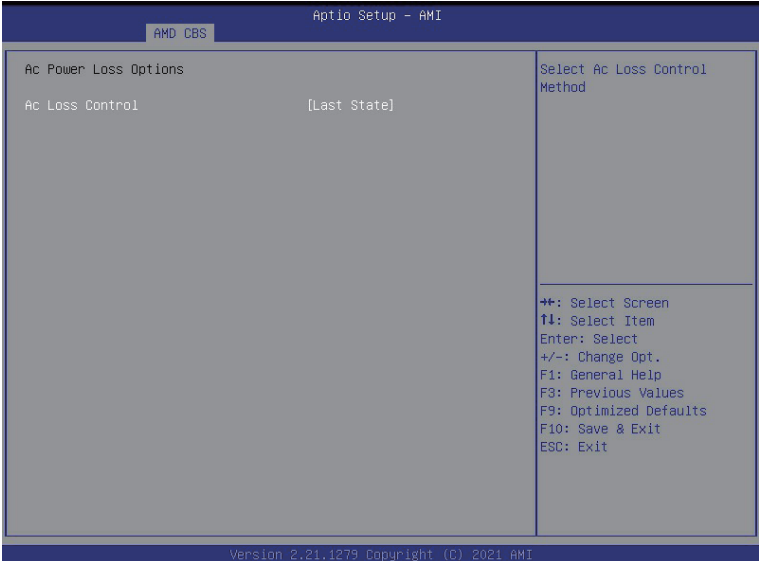 Aptio Setup – AMI
AMD CBS
Ac Power Loss Options
Ac Loss Control [Last State]
Select Ac Loss Control
Method
→←: Select Screen
↑↓: Select Item
Enter: Select
+/-: Change Opt.
F1: General Help
F3: Previous Values
F9: Optimized Defaults
F10: Save & Exit
ESC: Exit
Version 2.21.1279 Copyright (C) 2021 AMI